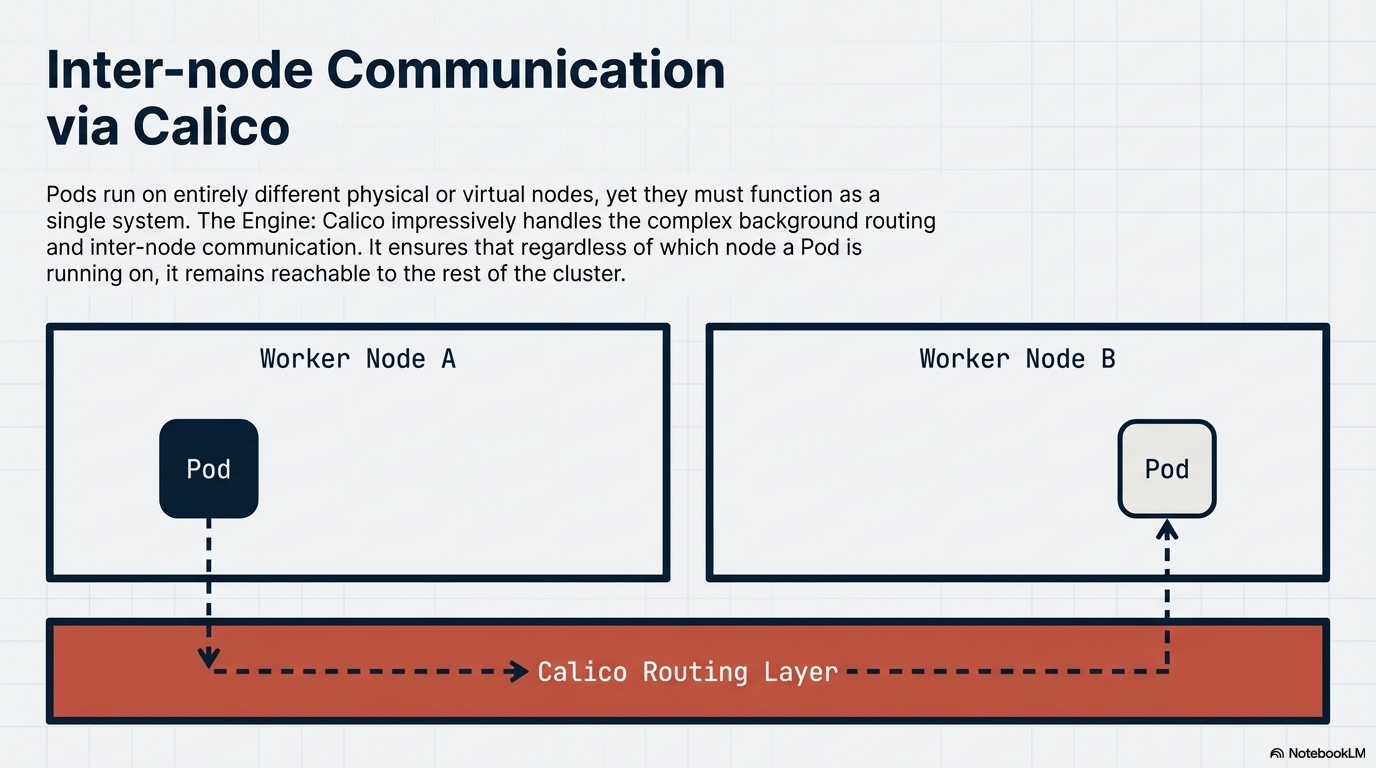 Inter-node Communication
via Calico
Pods run on entirely different physical or virtual nodes, yet they must function as a
single system. The Engine: Calico impressively handles the complex background routing
and inter-node communication. It ensures that regardless of which node a Pod is
running on, it remains reachable to the rest of the cluster.
Worker Node A
Worker Node B
Pod
Pod
Calico Routing Layer
NotebookLM